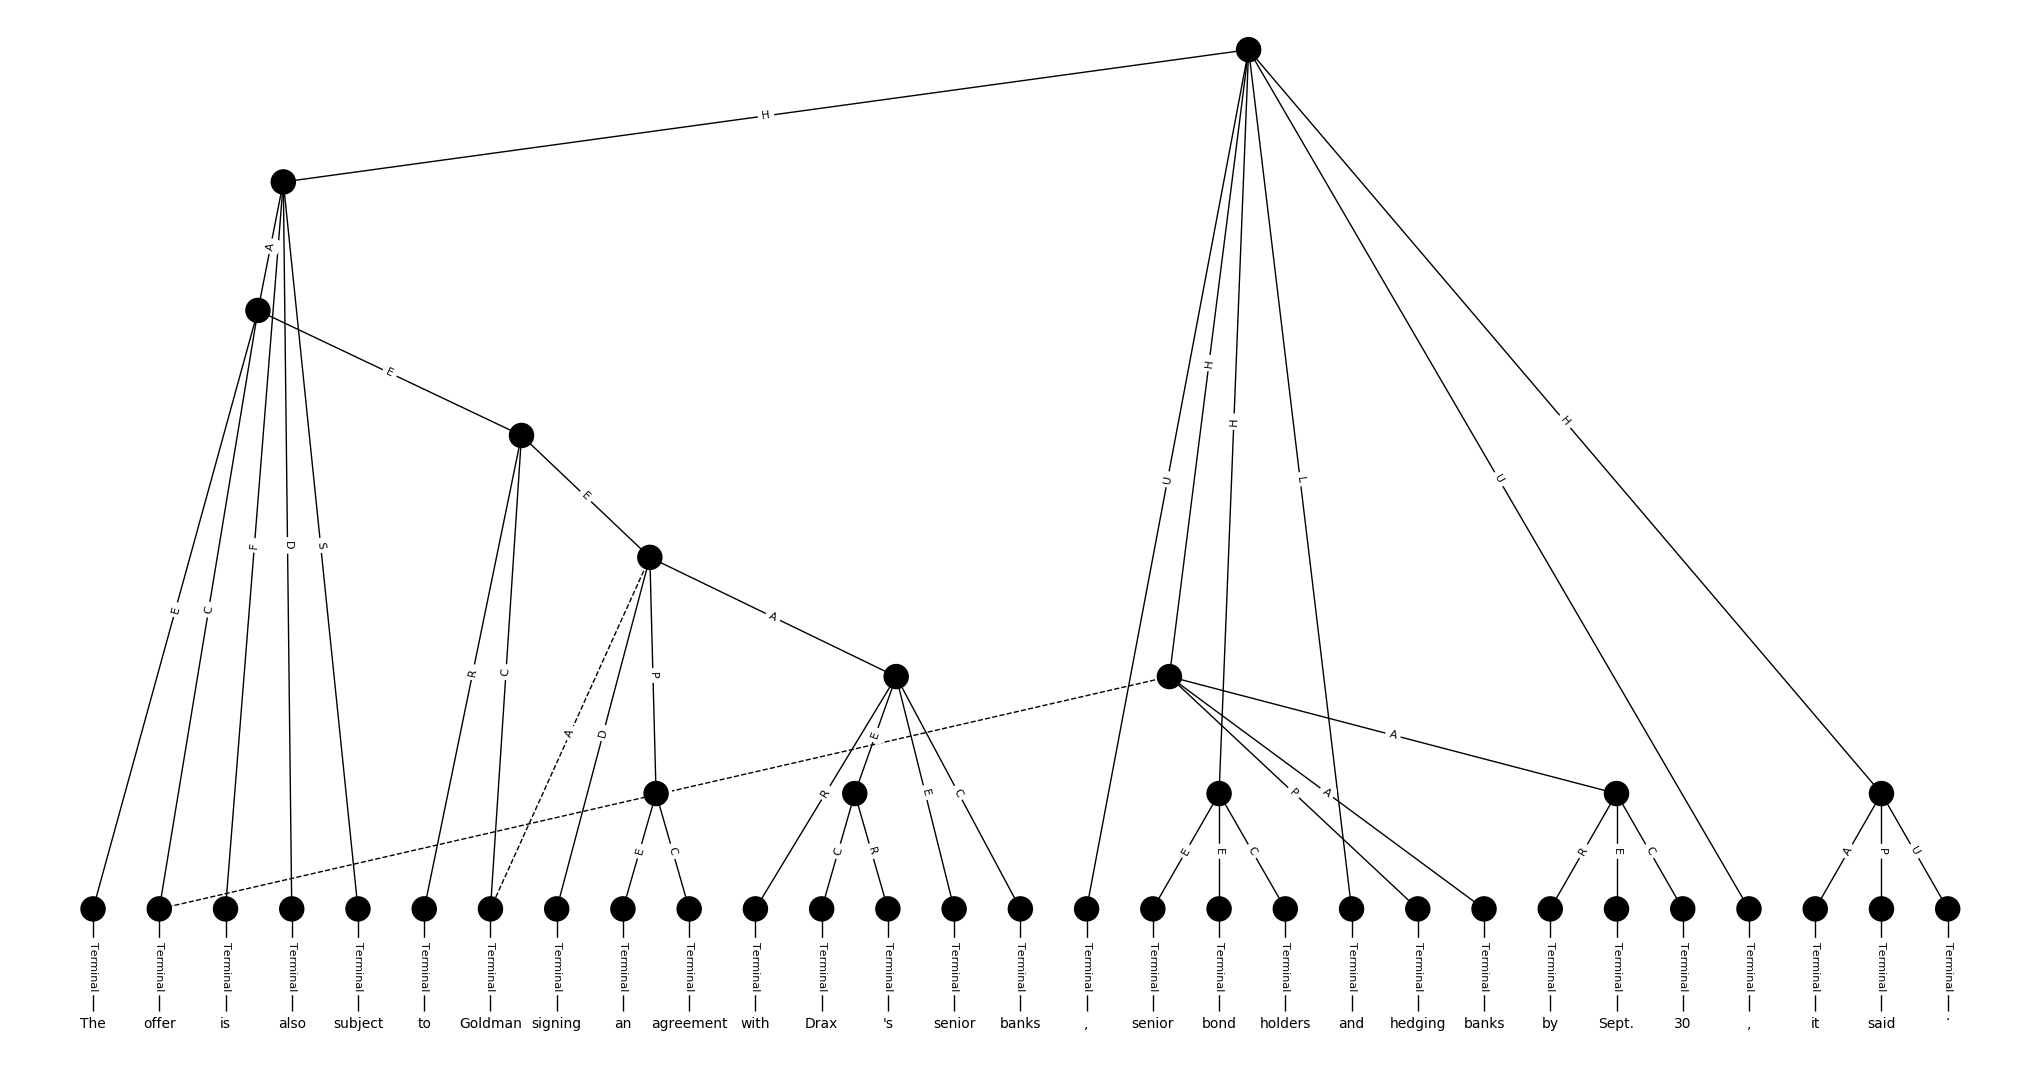 H
A
E
H
H
E
H
U
L
U
H
F
D
S
E
C
A
R
C
P
A
D
E
A
R
E
C
P
A
E
C
C
R
E
E
C
R
E
C
A
P
U
Terminal Terminal Terminal Terminal Terminal Terminal Terminal Terminal Terminal Terminal Terminal Terminal Terminal Terminal Terminal Terminal Terminal Terminal Terminal Terminal Terminal Terminal Terminal Terminal Terminal Terminal Terminal Terminal Terminal
The offer is also subject to Goldman signing an agreement with Drax 's senior banks , senior bond holders and hedging banks by Sept. 30 , it said .